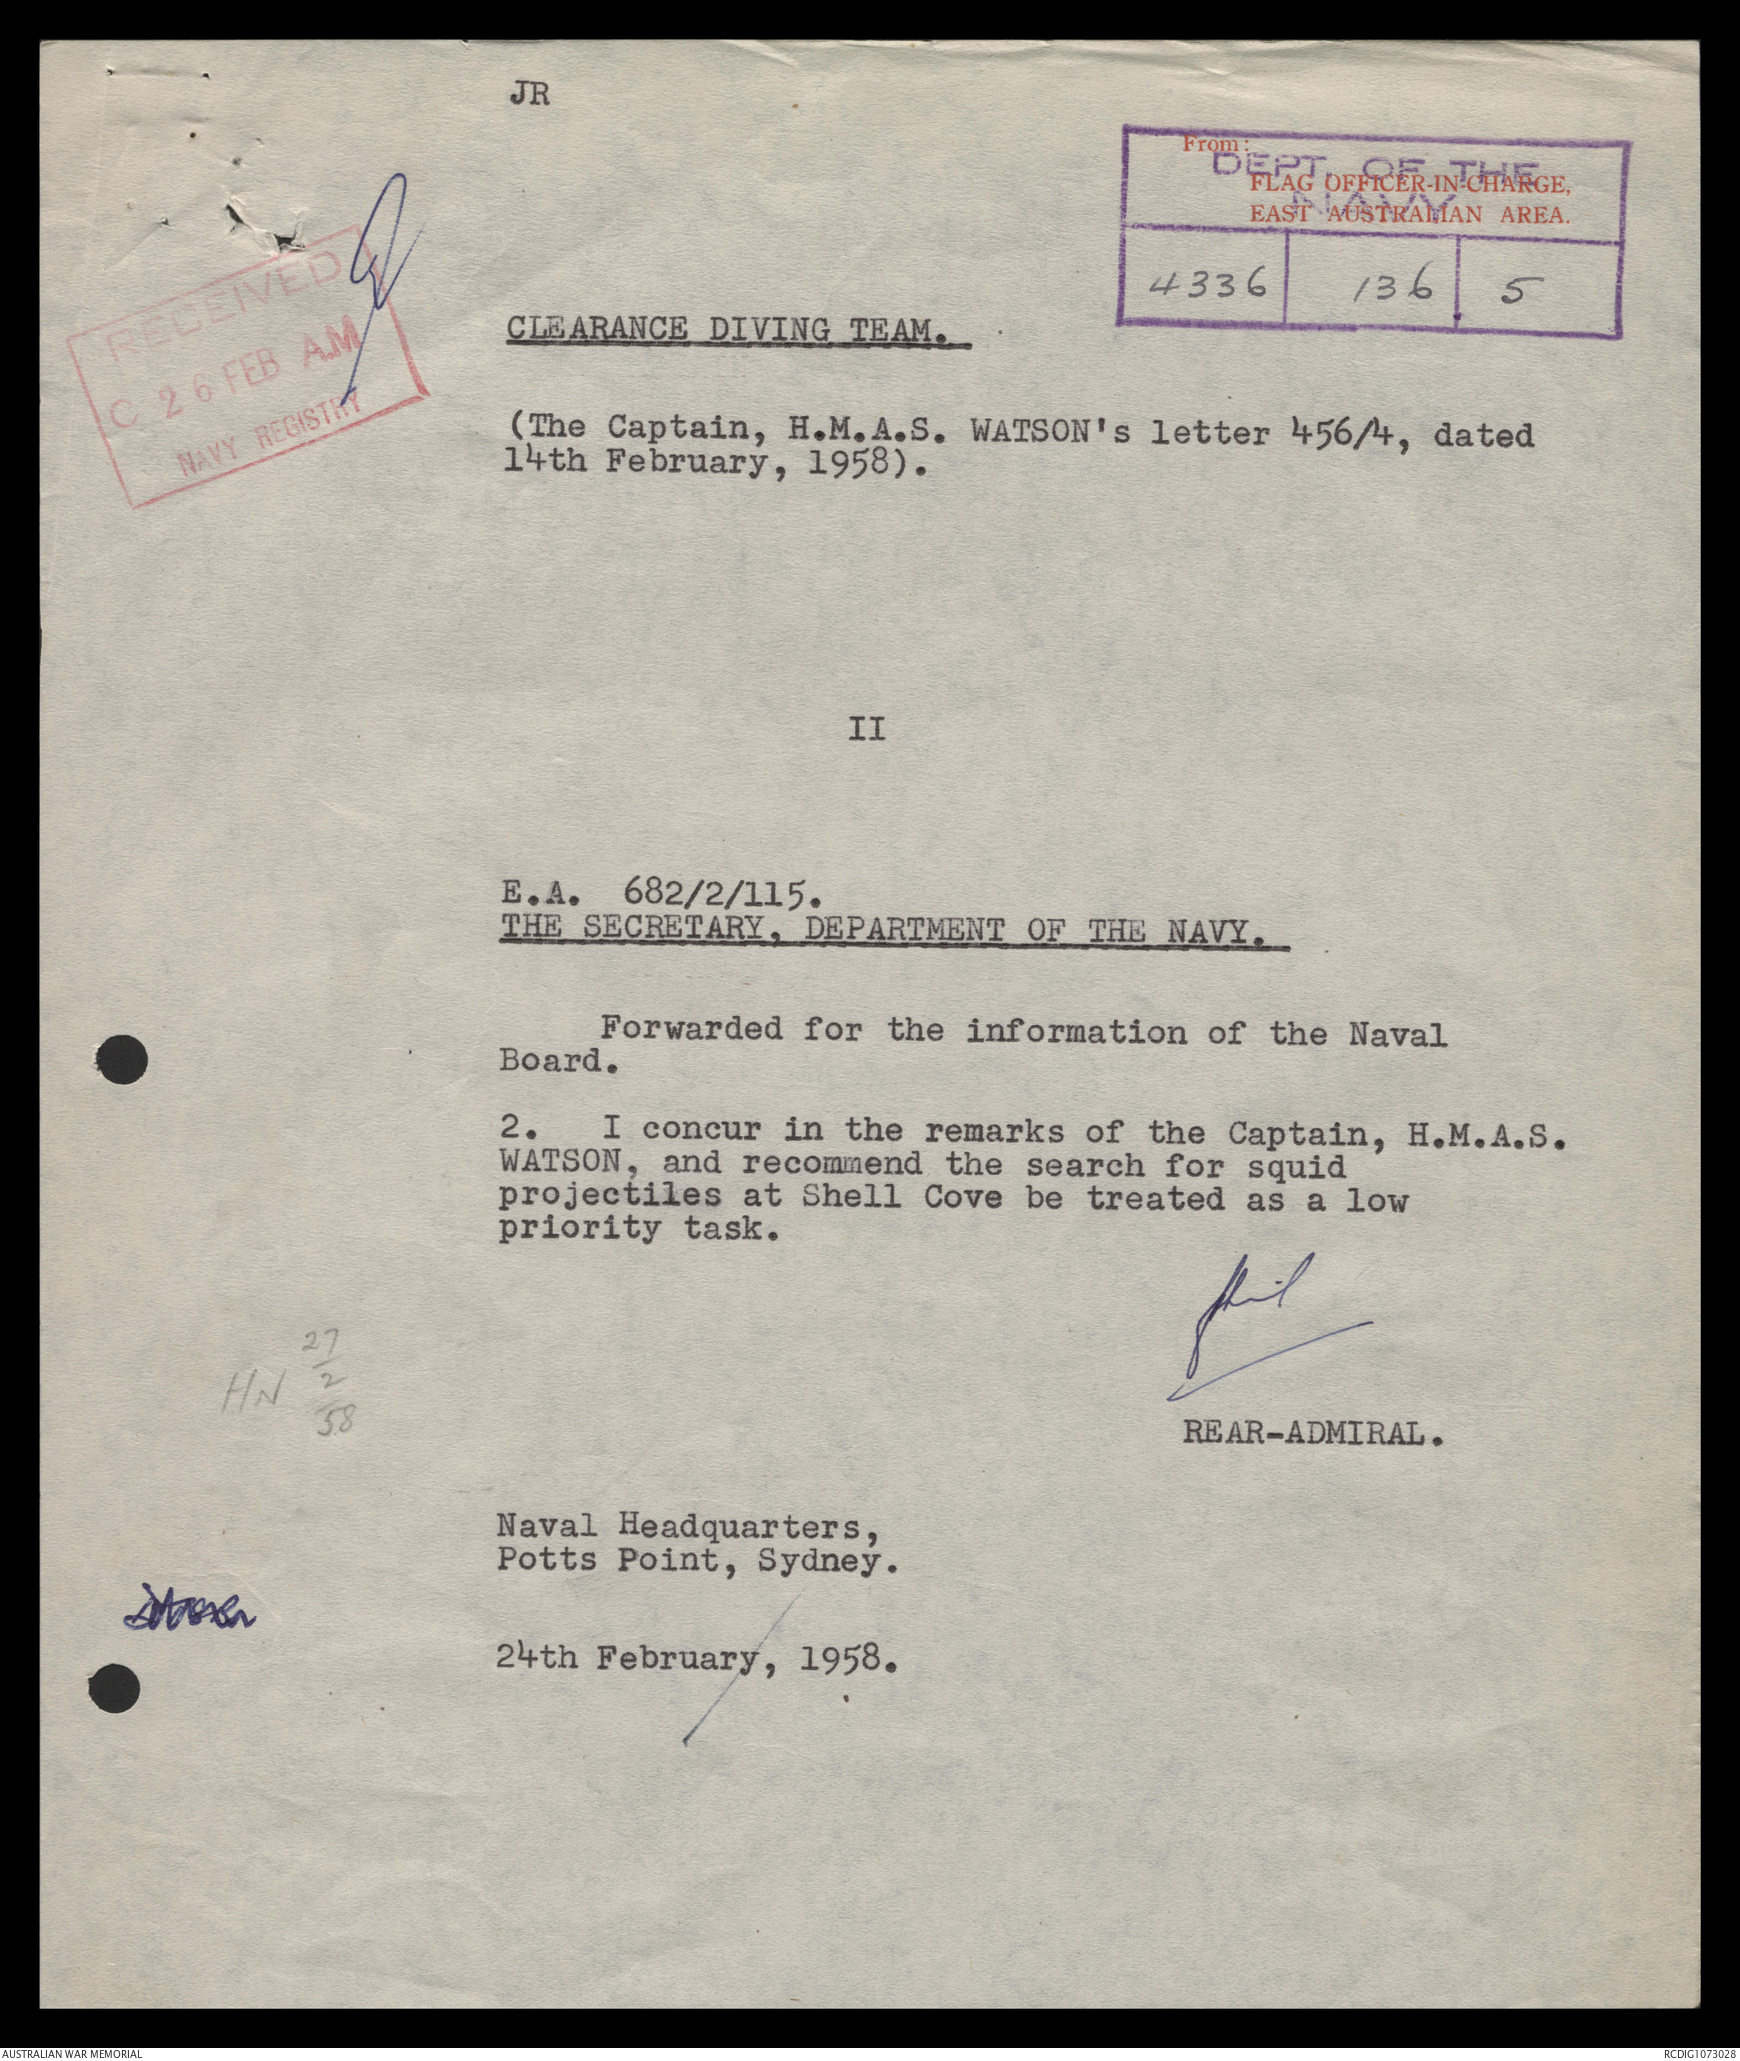 JR
From:
DEPT. OF THE
NAVY
FLAG OFFICER-IN-CHARGE,
EAST AUSTRALIAN AREA.
4336 136 5
RECEIVED
C 26 FEB A.M
NAVY REGISTRY
CLEARANCE DIVING TEAM.
(The Captain, H.M.A.S. WATSON's letter 456/4, dated
14th February, 1958).
II
E.A. 682/2/115.
THE SECRETARY, DEPARTMENT OF THE NAVY.
Forwarded for the information of the Naval
Board.
2. I concur in the remarks of the Captain, H.M.A.S.
WATSON, and recommend the search for squid
projectiles at Shell Cove be treated as a low
priority task.
HN 27/2/58
REAR-ADMIRAL.
Naval Headquarters,
Potts Point, Sydney.
24th February, 1958.
AUSTRALIAN WAR MEMORIAL
RCDIG1073028